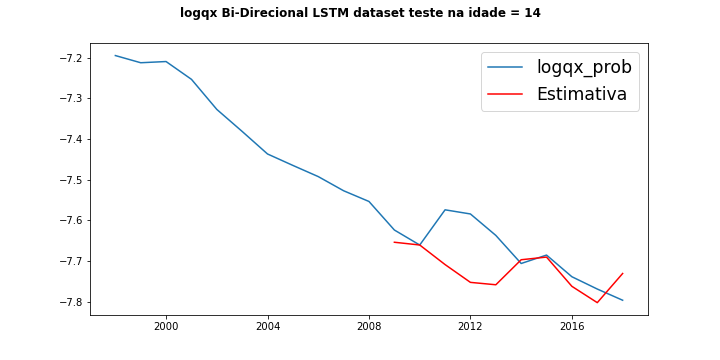 logqx Bi-Direcional LSTM dataset teste na idade = 14
logqx_prob
Estimativa
−7.2
−7.3
−7.4
−7.5
−7.6
−7.7
−7.8
2000 2004 2008 2012 2016